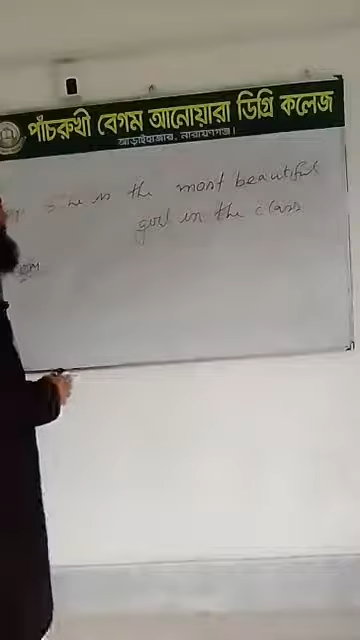 পাঁচরুখী বেগম আনোয়ারা ডিগ্রি কলেজ
আড়াইহাজার, নারায়ণগঞ্জ।
She is the most beautiful
girl in the class